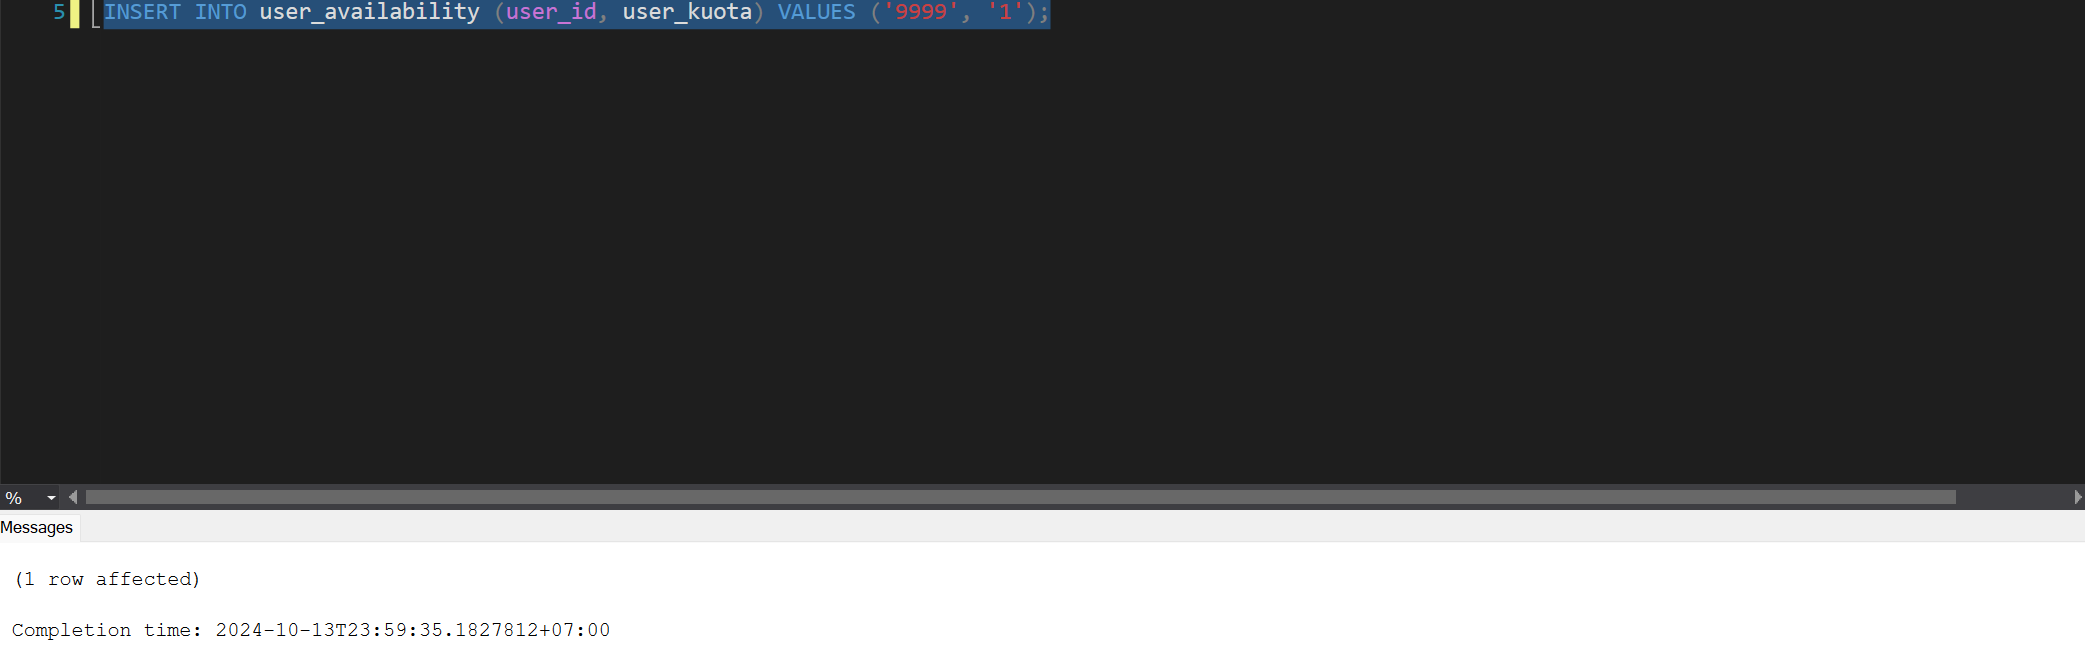 5 INSERT INTO user_availability (user_id, user_kuota) VALUES ('9999', '1');
%
Messages
(1 row affected)
Completion time: 2024-10-13T23:59:35.1827812+07:00